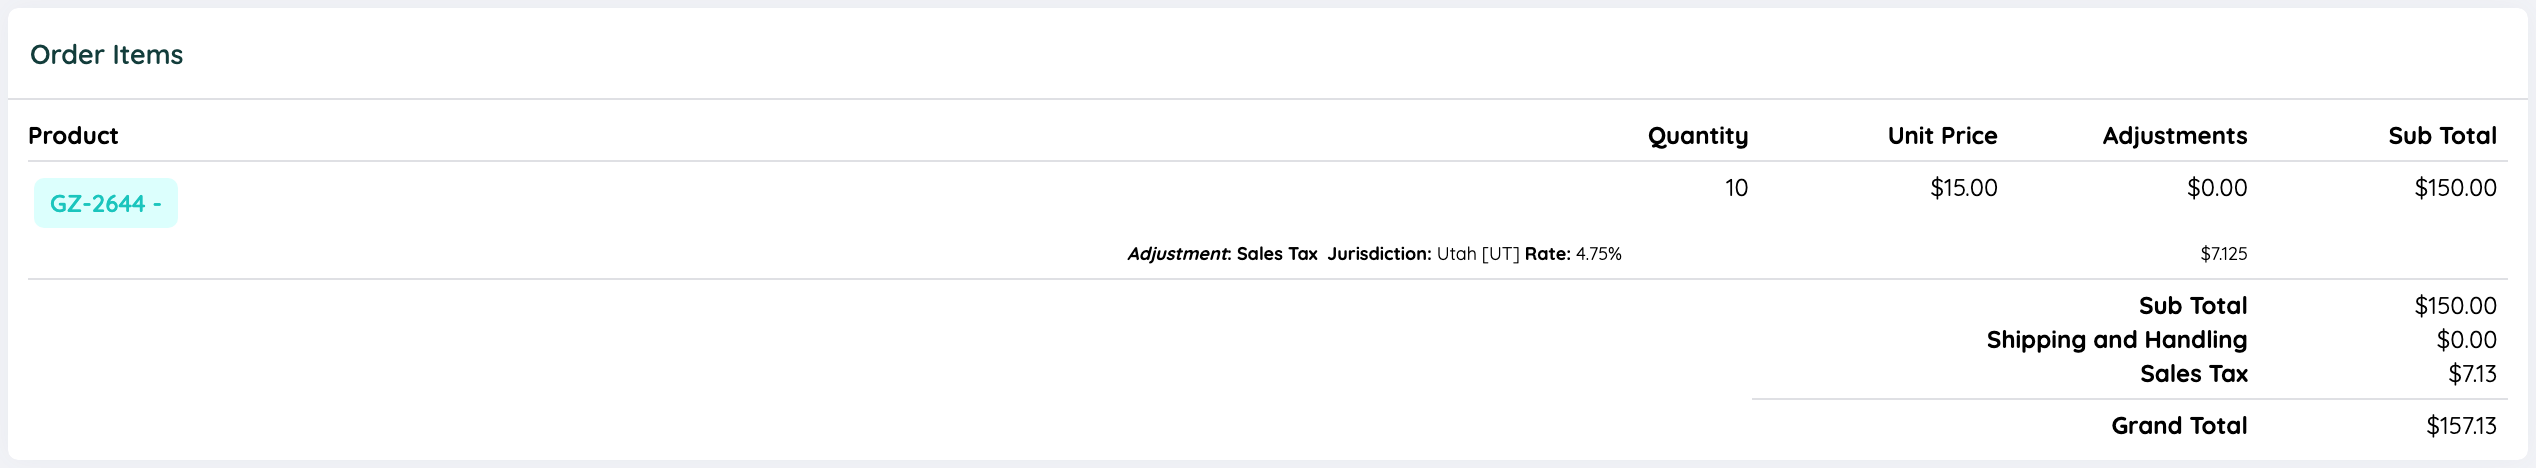 Order Items
Product Quantity Unit Price Adjustments Sub Total
GZ-2644 - 10 $15.00 $0.00 $150.00
Adjustment: Sales Tax Jurisdiction: Utah [UT] Rate: 4.75% $7.125
Sub Total $150.00
Shipping and Handling $0.00
Sales Tax $7.13
Grand Total $157.13